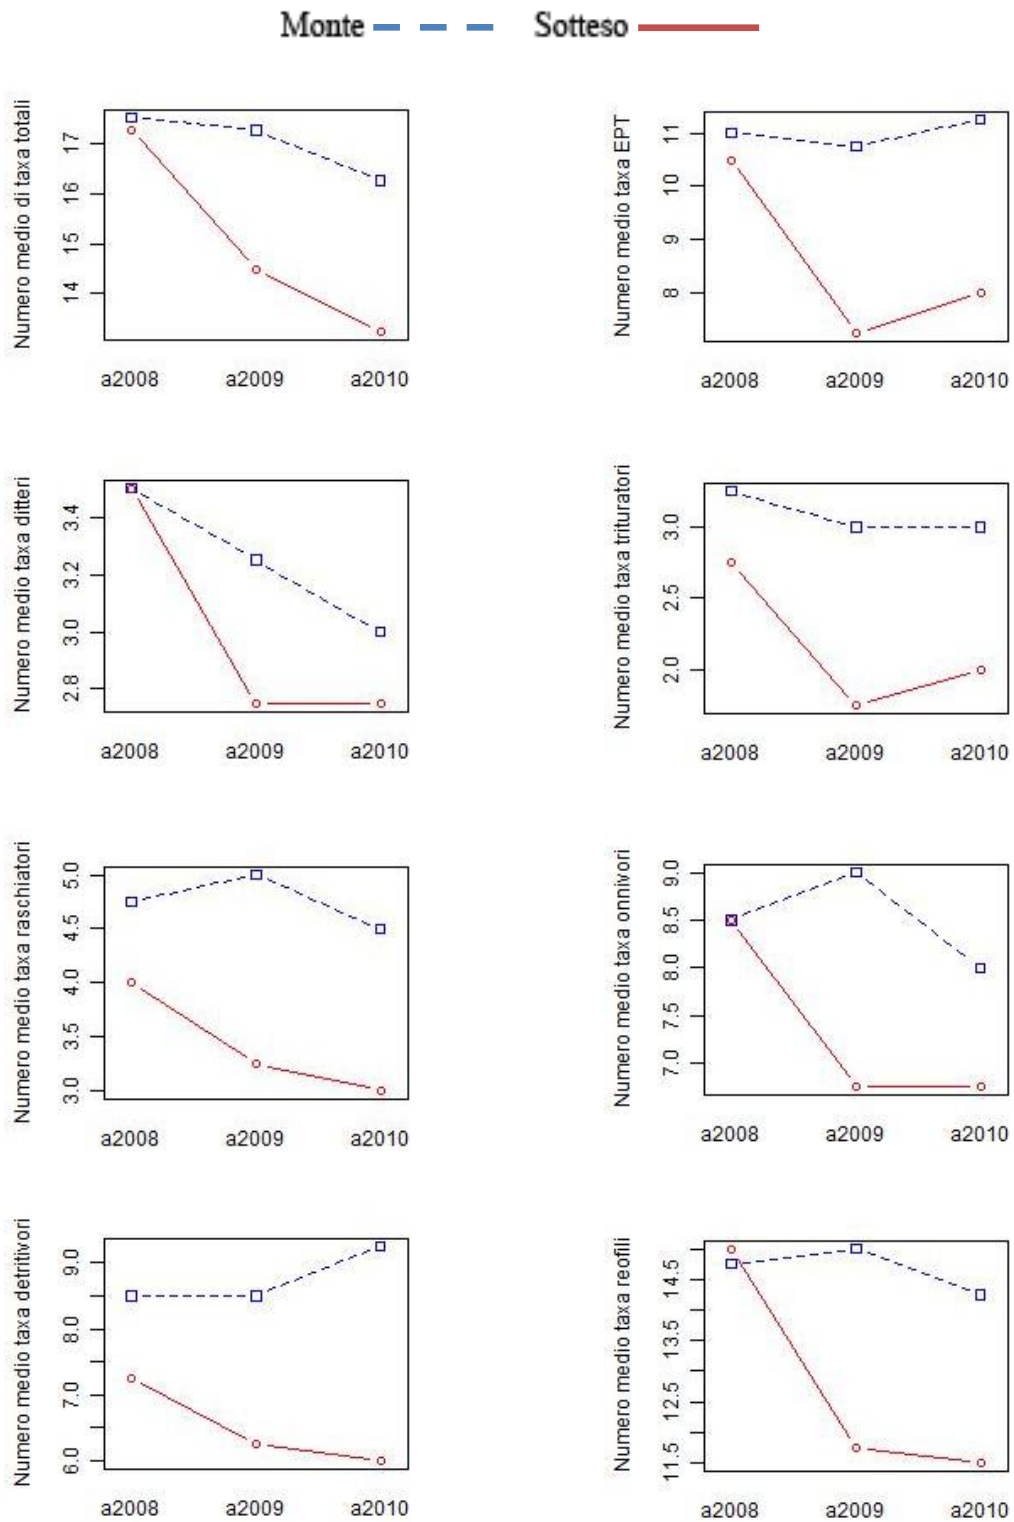 Monte Sotteso
Numero medio di taxa totali
17
16
15
14
a2008 a2009 a2010
Numero medio taxa EPT
11
10
9
8
a2008 a2009 a2010
Numero medio taxa ditteri
3.4
3.2
3.0
2.8
a2008 a2009 a2010
Numero medio taxa trituratori
3.0
2.5
2.0
a2008 a2009 a2010
Numero medio taxa raschiatori
5.0
4.5
4.0
3.5
3.0
a2008 a2009 a2010
Numero medio taxa onnivori
9.0
8.5
8.0
7.5
7.0
a2008 a2009 a2010
Numero medio taxa detritivori
9.0
8.0
7.0
6.0
a2008 a2009 a2010
Numero medio taxa reofili
14.5
13.5
12.5
11.5
a2008 a2009 a2010